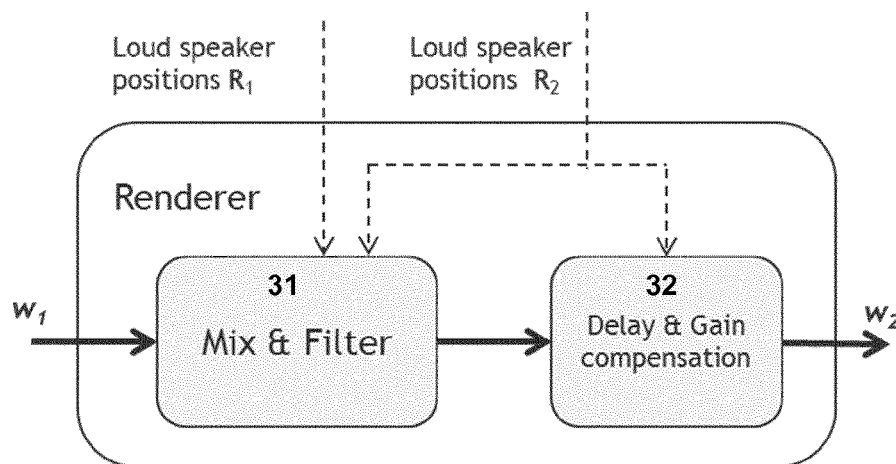 Loud speaker
positions R₁
Loud speaker
positions R₂
Renderer
w₁
31
Mix & Filter
32
Delay & Gain
compensation
w₂